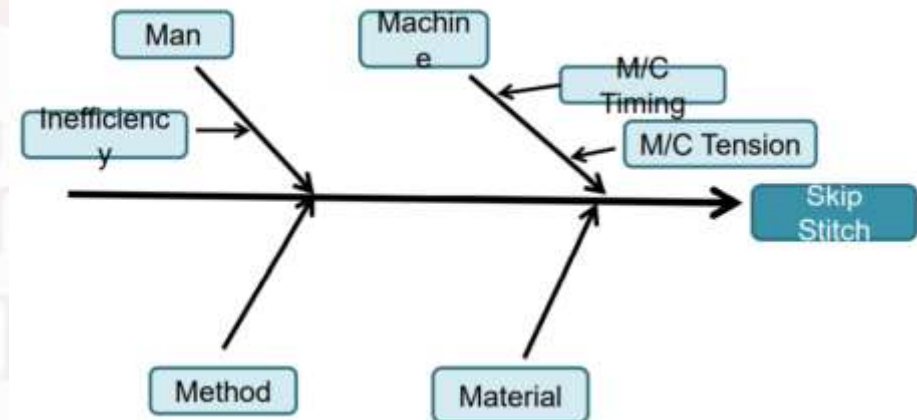 Man
Machin
e
M/C
Timing
Inefficienc
y
M/C Tension
Skip
Stitch
Method
Material